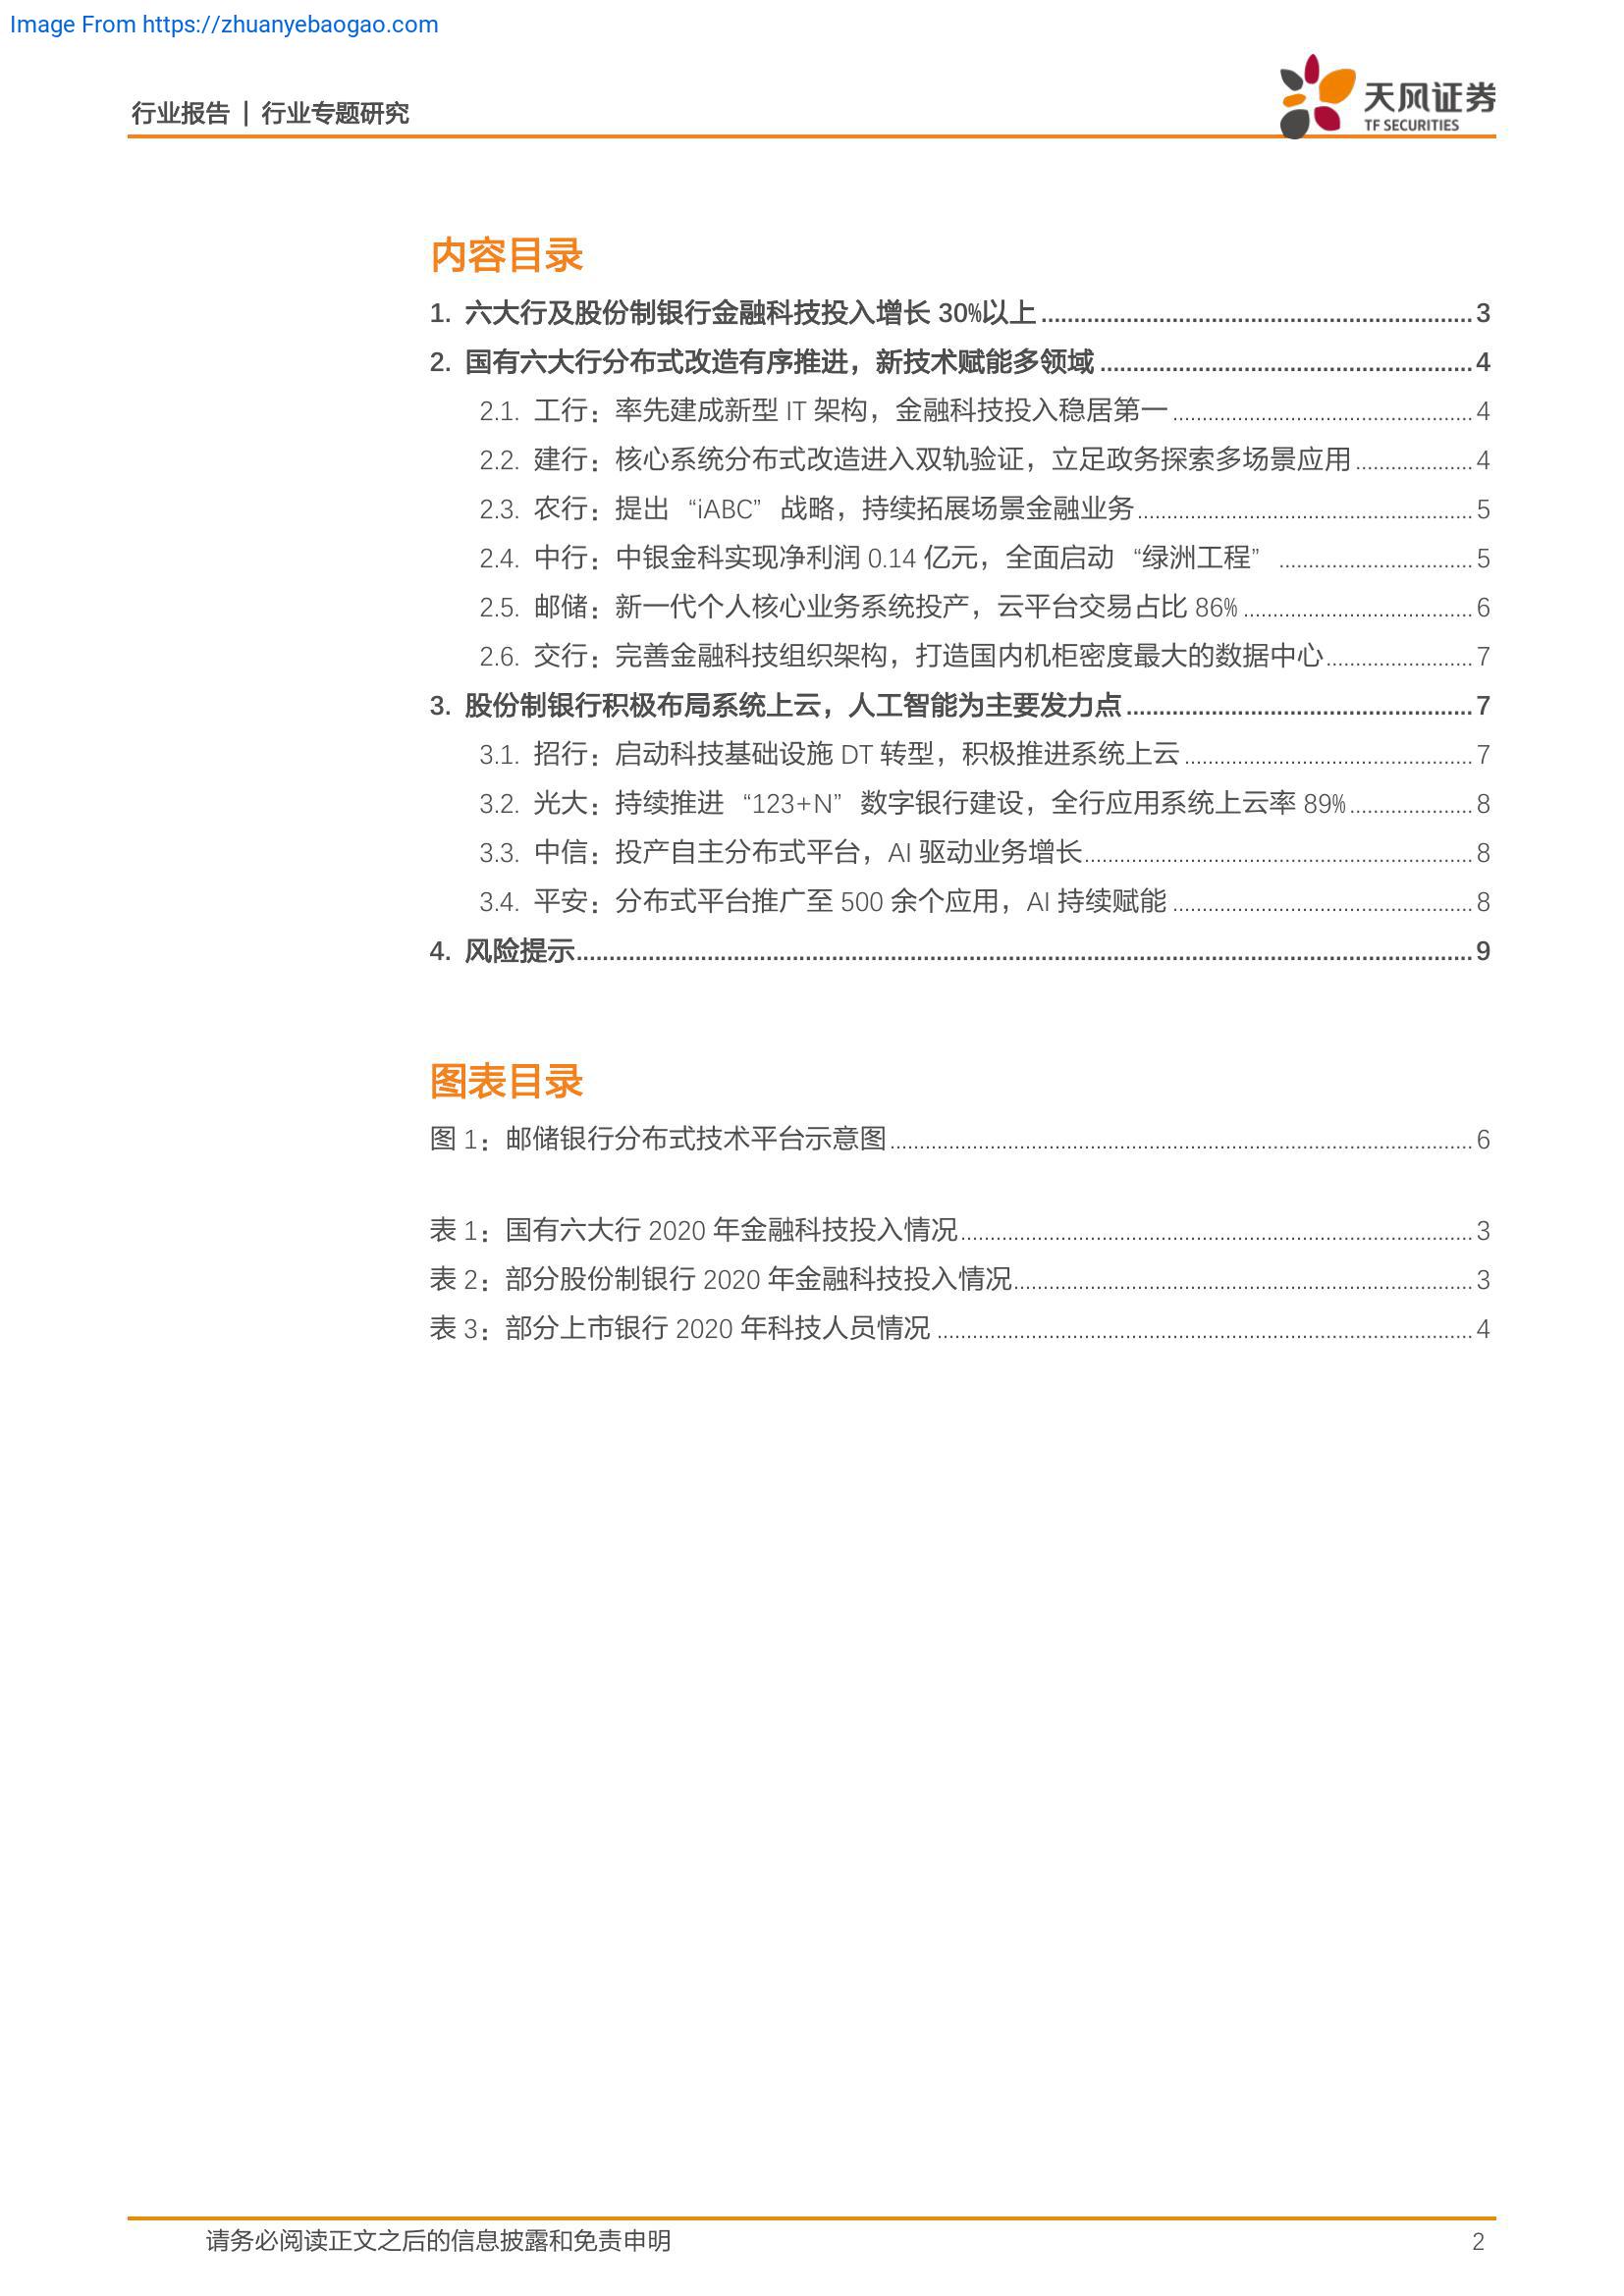 Image From https://zhuanyebaogao.com
行业报告 | 行业专题研究
天风证券
TF SECURITIES
内容目录
1. 六大行及股份制银行金融科技投入增长 30%以上 3
2. 国有六大行分布式改造有序推进，新技术赋能多领域 4
2.1. 工行：率先建成新型 IT 架构，金融科技投入稳居第一 4
2.2. 建行：核心系统分布式改造进入双轨验证，立足政务探索多场景应用 4
2.3. 农行：提出 “iABC” 战略，持续拓展场景金融业务 5
2.4. 中行：中银金科实现净利润 0.14 亿元，全面启动 “绿洲工程” 5
2.5. 邮储：新一代个人核心业务系统投产，云平台交易占比 86% 6
2.6. 交行：完善金融科技组织架构，打造国内机柜密度最大的数据中心 7
3. 股份制银行积极布局系统上云，人工智能为主要发力点 7
3.1. 招行：启动科技基础设施 DT 转型，积极推进系统上云 7
3.2. 光大：持续推进 “123+N” 数字银行建设，全行应用系统上云率 89% 8
3.3. 中信：投产自主分布式平台，AI 驱动业务增长 8
3.4. 平安：分布式平台推广至 500 余个应用，AI 持续赋能 8
4. 风险提示 9
图表目录
图 1：邮储银行分布式技术平台示意图 6
表 1：国有六大行 2020 年金融科技投入情况 3
表 2：部分股份制银行 2020 年金融科技投入情况 3
表 3：部分上市银行 2020 年科技人员情况 4
请务必阅读正文之后的信息披露和免责申明 2